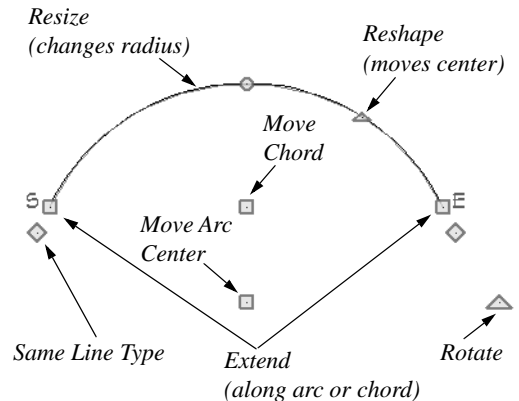 Resize
(changes radius)
Reshape
(moves center)
Move
Chord
S
E
Move Arc
Center
Same Line Type
Extend
(along arc or chord)
Rotate